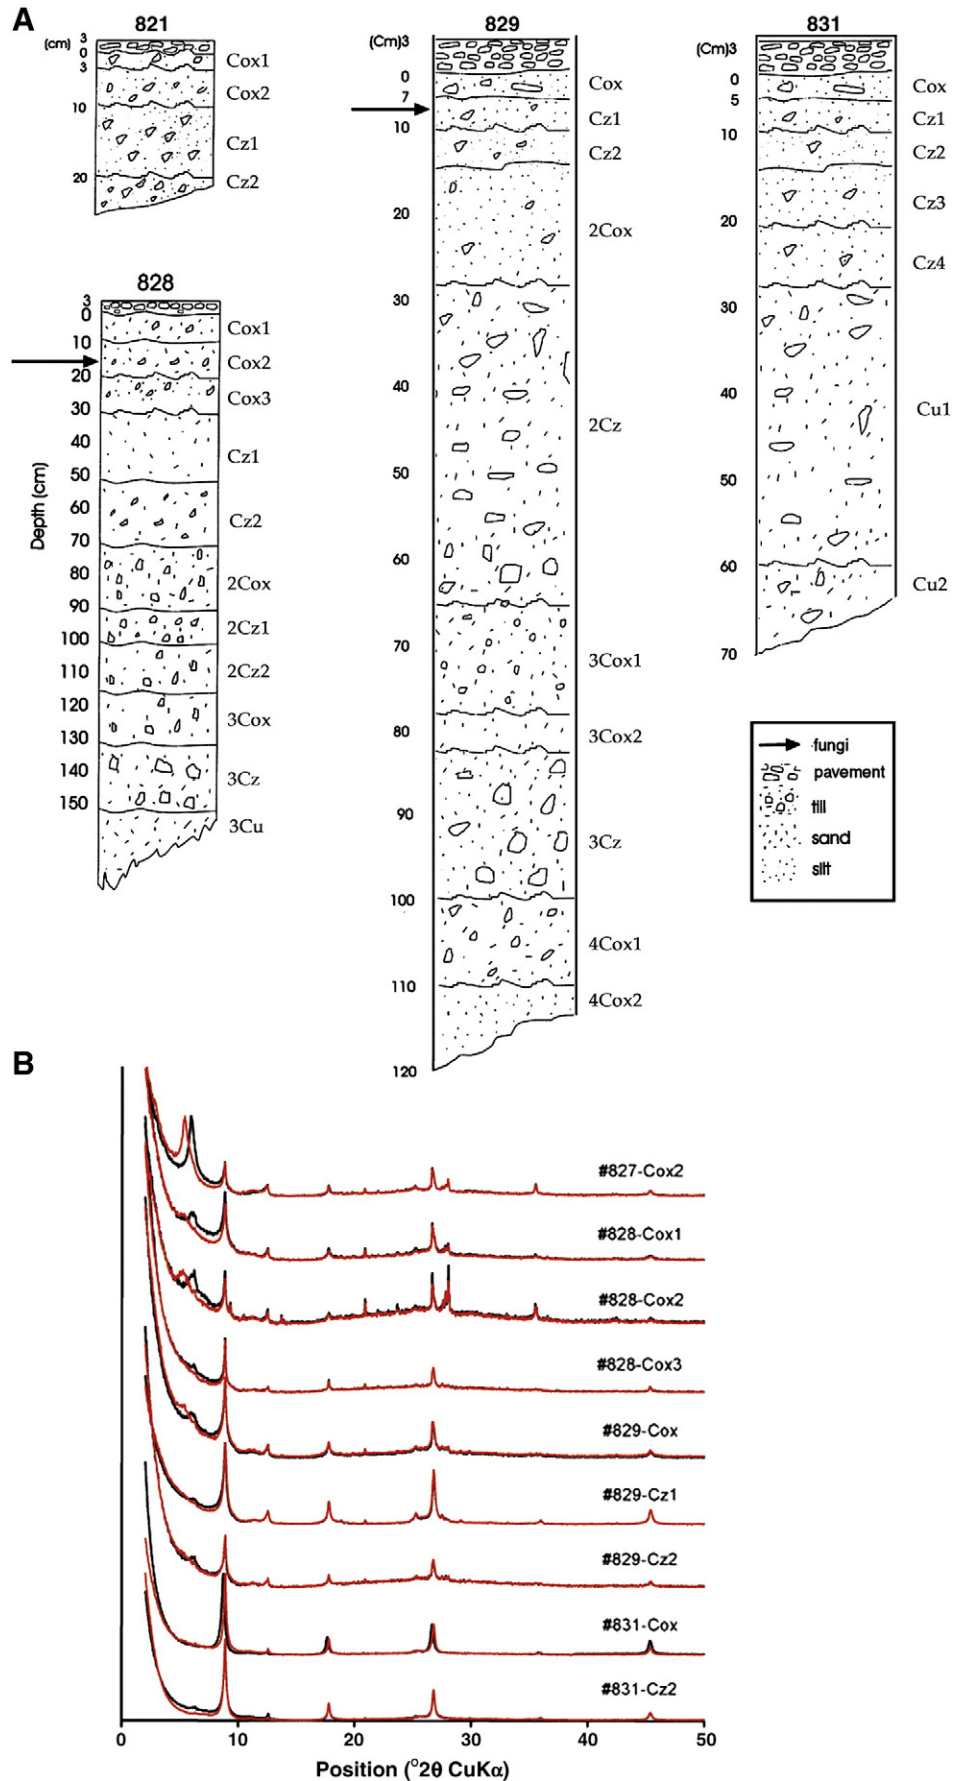 A
821
(cm)
3
0
3
10
20
Cox1
Cox2
Cz1
Cz2
828
Depth (cm)
3
0
10
20
30
40
50
60
70
80
90
100
110
120
130
140
150
Cox1
Cox2
Cox3
Cz1
Cz2
2Cox
2Cz1
2Cz2
3Cox
3Cz
3Cu
829
(Cm)3
0
7
10
20
30
40
50
60
70
80
90
100
110
120
Cox
Cz1
Cz2
2Cox
2Cz
3Cox1
3Cox2
3Cz
4Cox1
4Cox2
831
(Cm)3
0
5
10
20
30
40
50
60
70
Cox
Cz1
Cz2
Cz3
Cz4
Cu1
Cu2
fungi
pavement
till
sand
silt
B
#827-Cox2
#828-Cox1
#828-Cox2
#828-Cox3
#829-Cox
#829-Cz1
#829-Cz2
#831-Cox
#831-Cz2
0 10 20 30 40 50
Position (°2θ CuKα)